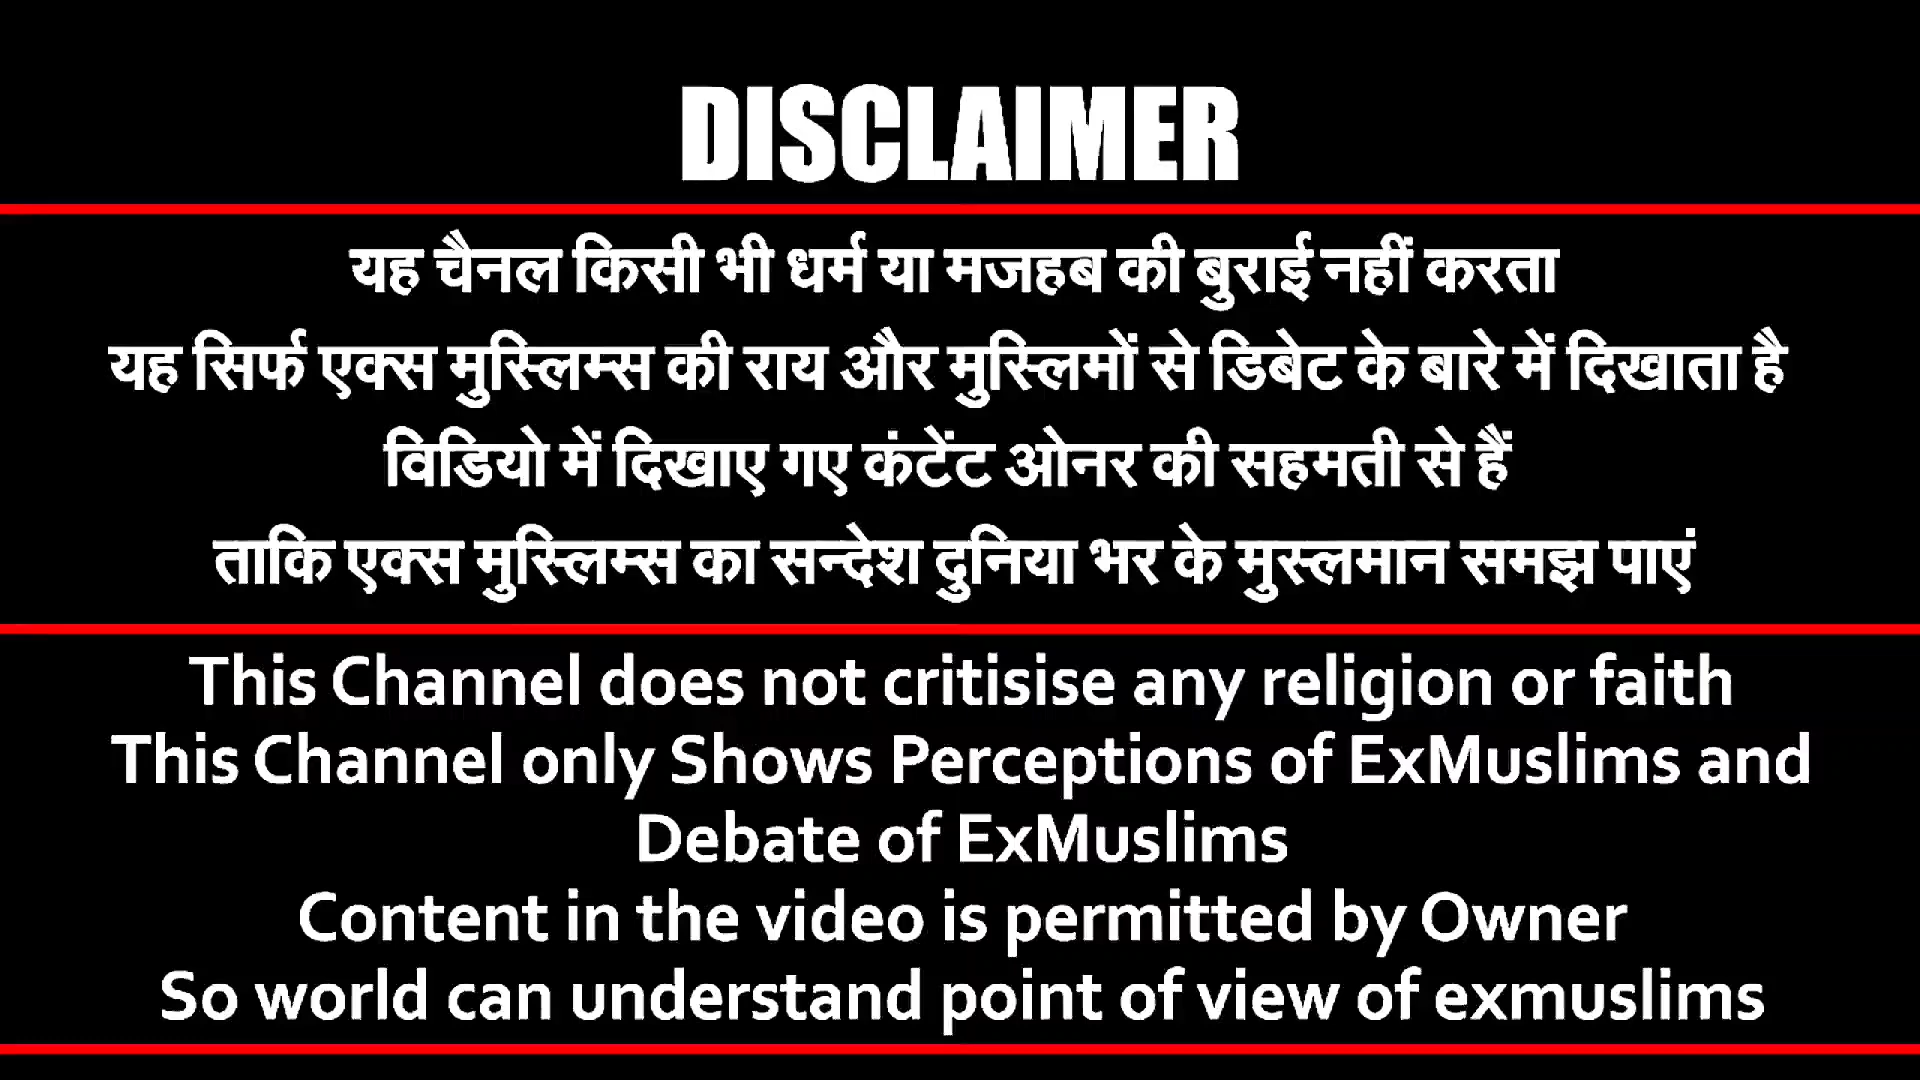 DISCLAIMER
यह चैनल किसी भी धर्म या मजहब की बुराई नहीं करता
यह सिर्फ एक्स मुस्लिम्स की राय और मुस्लिमों से डिबेट के बारे में दिखाता है
विडियो में दिखाए गए कंटेंट ओनर की सहमती से हैं
ताकि एक्स मुस्लिम्स का सन्देश दुनिया भर के मुस्लमान समझ पाएं
This Channel does not critisise any religion or faith
This Channel only Shows Perceptions of ExMuslims and
Debate of ExMuslims
Content in the video is permitted by Owner
So world can understand point of view of exmuslims